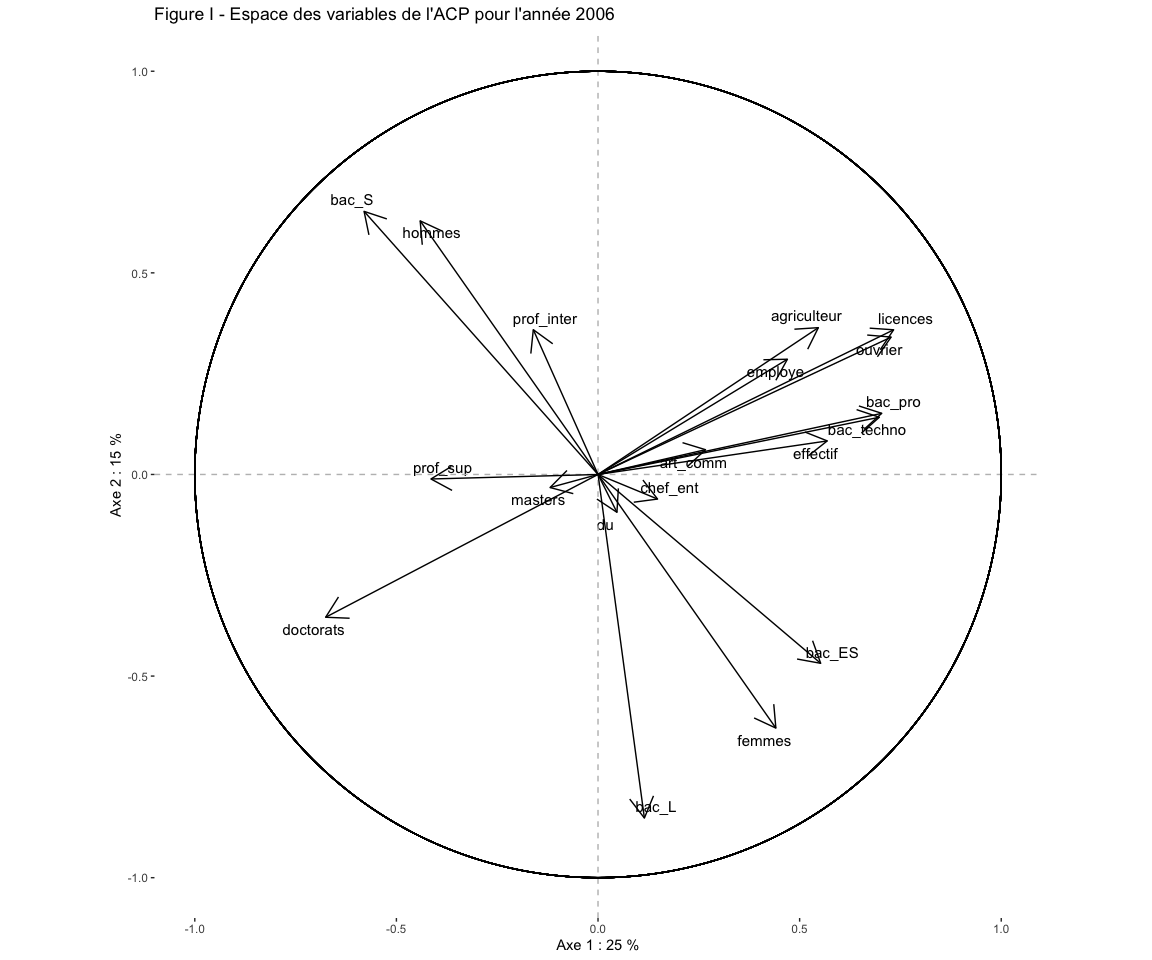 Figure I - Espace des variables de l'ACP pour l'année 2006
1.0
bac_S
hommes
0.5
prof_inter
agriculteur
licences
ouvrier
employe
bac_pro
bac_techno
effectif
art_comm
prof_sup
0.0
chef_ent
masters
du
Axe 2 : 15 %
doctorats
bac_ES
-0.5
femmes
bac_L
-1.0
-1.0 -0.5 0.0 0.5 1.0
Axe 1 : 25 %